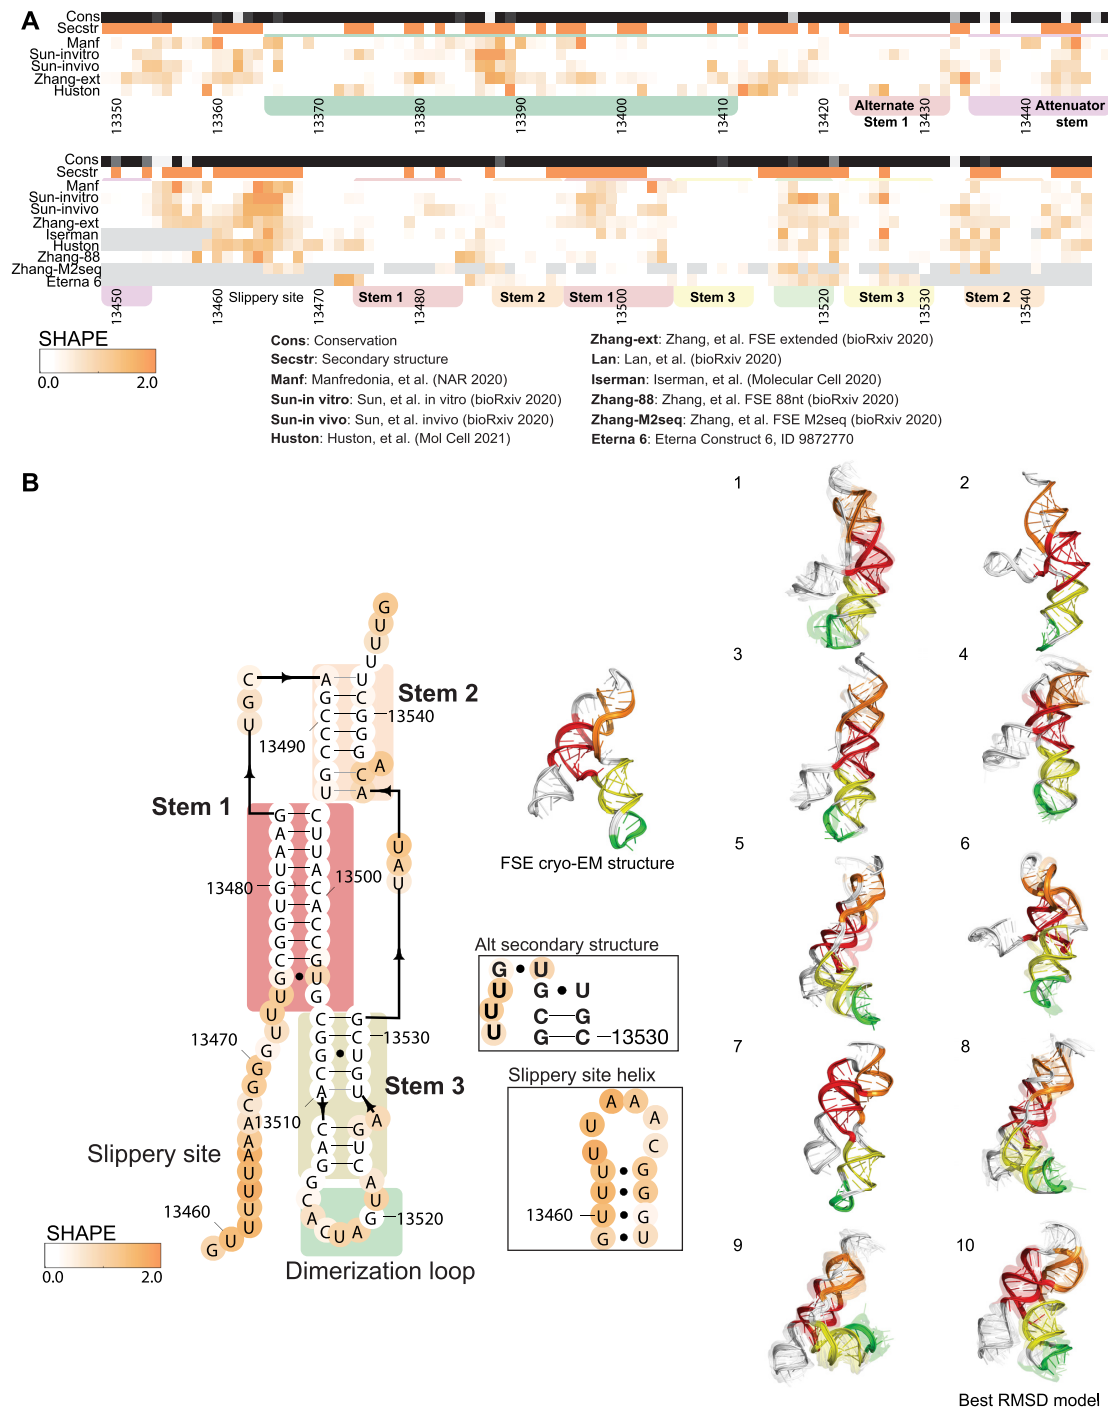 A
Cons
Secstr
Manf
Sun-invitro
Sun-invivo
Zhang-ext
Huston
13350
13360
13370
13380
13390
13400
13410
13420
13430
13440
Alternate
Stem 1
Attenuator
stem
Cons
Secstr
Manf
Sun-invitro
Sun-invivo
Zhang-ext
Iserman
Huston
Zhang-88
Zhang-M2seq
Eterna 6
13450
13460
Slippery site
13470
Stem 1
13480
Stem 2
Stem 1
13500
Stem 3
13520
Stem 3
13530
Stem 2
13540
SHAPE
0.0
2.0
Cons: Conservation
Secstr: Secondary structure
Manf: Manfredonia, et al. (NAR 2020)
Sun-in vitro: Sun, et al. in vitro (bioRxiv 2020)
Sun-in vivo: Sun, et al. invivo (bioRxiv 2020)
Huston: Huston, et al. (Mol Cell 2021)
Zhang-ext: Zhang, et al. FSE extended (bioRxiv 2020)
Lan: Lan, et al. (bioRxiv 2020)
Iserman: Iserman, et al. (Molecular Cell 2020)
Zhang-88: Zhang, et al. FSE 88nt (bioRxiv 2020)
Zhang-M2seq: Zhang, et al. FSE M2seq (bioRxiv 2020)
Eterna 6: Eterna Construct 6, ID 9872770
B
G
U
U
U
C
G
U
A U
G C
C G
C G
C G
G C A
U A
Stem 2
13540
13490
Stem 1
G C
A U
A U
U A
G C
U A
G C
G C
C G
G U
U G
U
U
G
G
G
C
A
A
A
U
U
U
U
U
G
13480
13500
U
A
U
13470
C G
G C
G U
C G
A U
A
C G
A U
G C
G A
C U
A G
C U A
13530
Stem 3
13510
13520
Slippery site
13460
SHAPE
0.0
2.0
Dimerization loop
FSE cryo-EM structure
Alt secondary structure
G U
U G U
U C G
U G C 13530
Slippery site helix
A A
U A
U C
U G
U G
13460 U G
G U
1
2
3
4
5
6
7
8
9
10
Best RMSD model